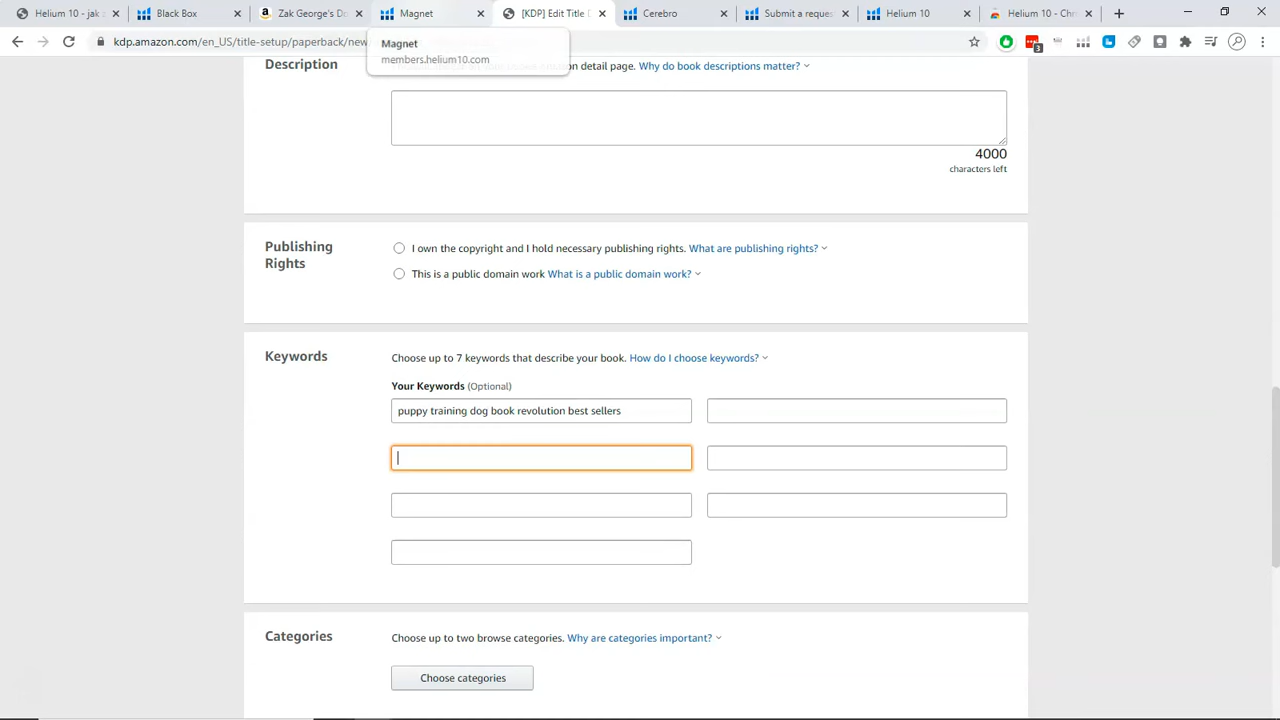 Helium 10 - jak z
Black Box
Zak George's Do
Magnet
[KDP] Edit Title D
Cerebro
Submit a request
Helium 10
Helium 10 - Chr
kdp.amazon.com/en_US/title-setup/paperback/new
3
Magnet
members.helium10.com
Description
on detail page. Why do book descriptions matter?
4000
characters left
Publishing
Rights
I own the copyright and I hold necessary publishing rights. What are publishing rights?
This is a public domain work What is a public domain work?
Keywords
Choose up to 7 keywords that describe your book. How do I choose keywords?
Your Keywords (Optional)
puppy training dog book revolution best sellers
Categories
Choose up to two browse categories. Why are categories important?
Choose categories